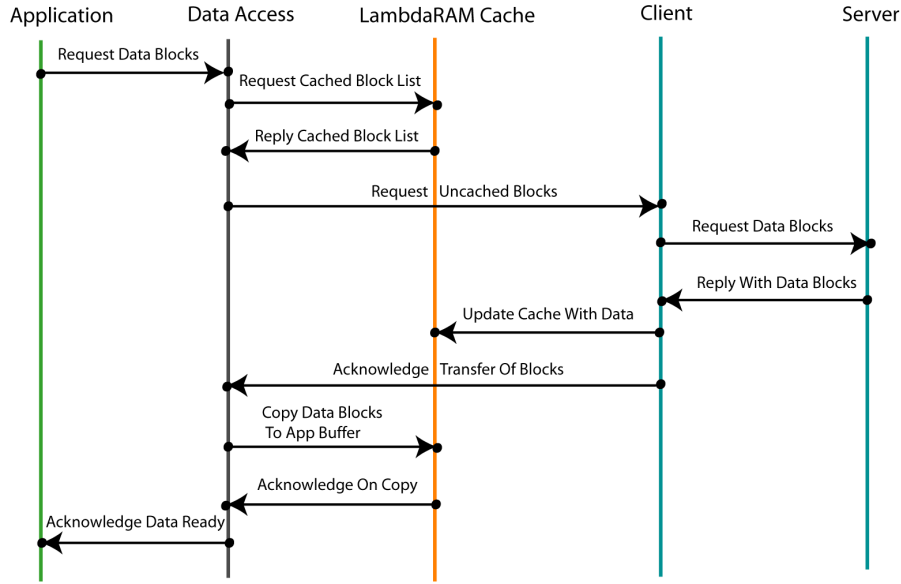 Application
Data Access
LambdaRAM Cache
Client
Server
Request Data Blocks
Request Cached Block List
Reply Cached Block List
Request Uncached Blocks
Request Data Blocks
Reply With Data Blocks
Update Cache With Data
Acknowledge Transfer Of Blocks
Copy Data Blocks
To App Buffer
Acknowledge On Copy
Acknowledge Data Ready